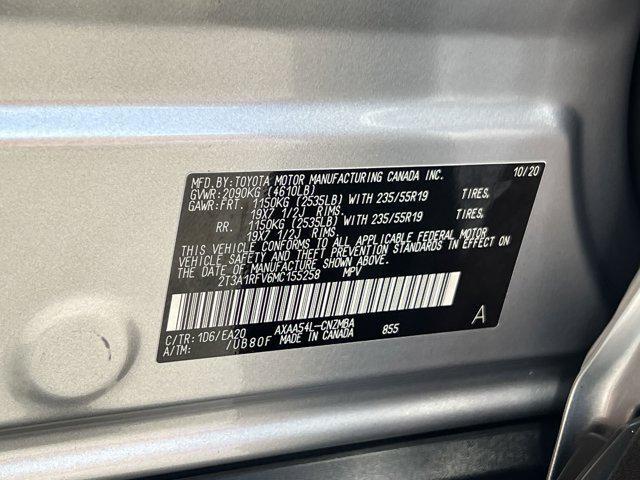 MFD.BY:TOYOTA MOTOR MANUFACTURING CANADA INC. 10/20
GVWR:2090KG (4610LB)
GAWR:FRT. 1150KG (2535LB) WITH 235/55R19 TIRES,
19X7 1/2J RIMS.
RR. 1150KG (2535LB) WITH 235/55R19 TIRES,
19X7 1/2J RIMS.
THIS VEHICLE CONFORMS TO ALL APPLICABLE FEDERAL MOTOR
VEHICLE SAFETY AND THEFT PREVENTION STANDARDS IN EFFECT ON
THE DATE OF MANUFACTURE SHOWN ABOVE.
2T3A1RFV6MC155258 MPV
C/TR: 1D6/EA20 AXAA54L-CNZMBA 855 A
A/TM: /UB80F MADE IN CANADA